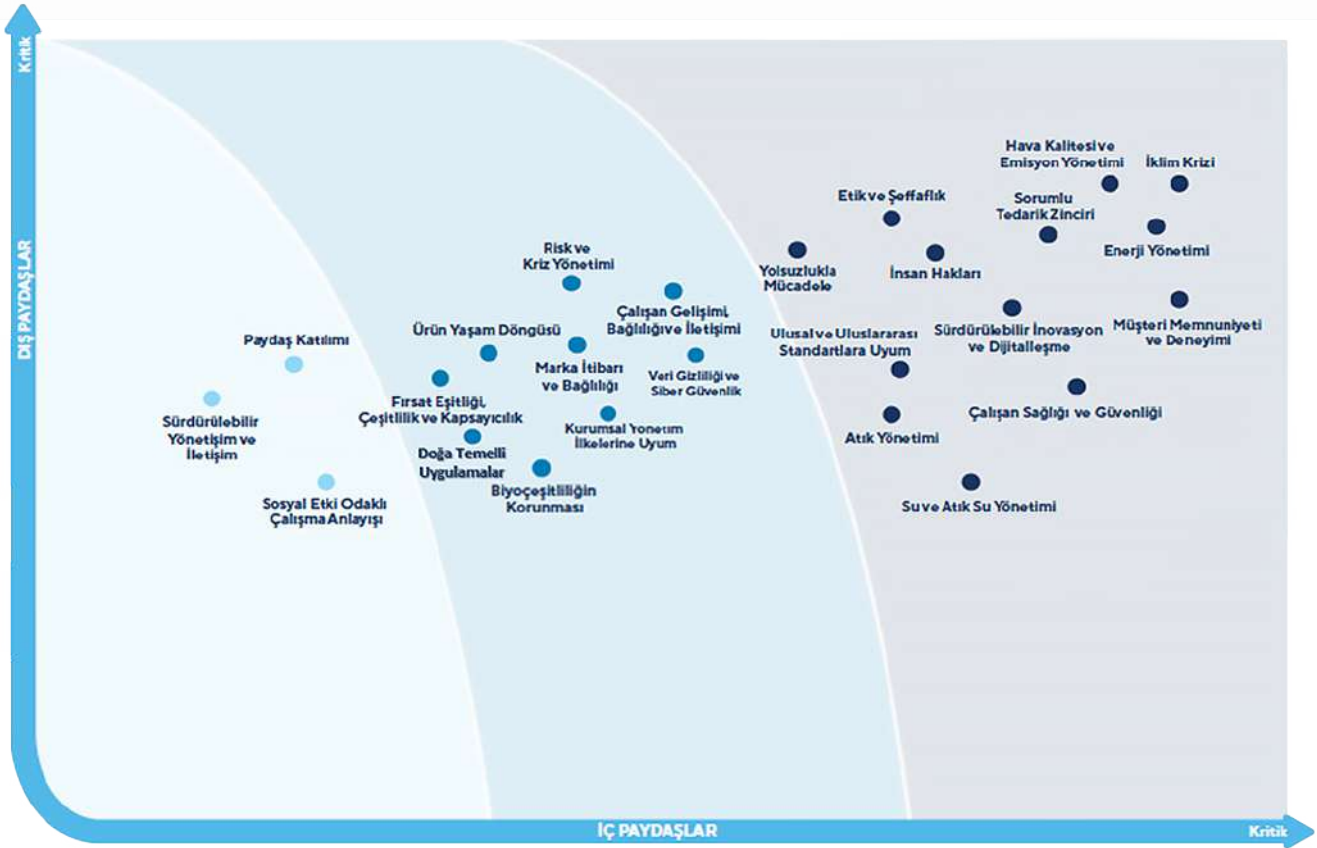 Kritik
DIŞ PAYDAŞLAR
Hava Kalitesi ve
Emisyon Yönetimi
İklim Krizi
Etik ve Şeffaflık
Sorumlu
Tedarik Zinciri
Enerji Yönetimi
Risk ve
Kriz Yönetimi
Yolsuzlukla
Mücadele
İnsan Hakları
Çalışan Gelişimi,
Bağlılığı ve İletişimi
Ürün Yaşam Döngüsü
Ulusal ve Uluslararası
Standartlara Uyum
Sürdürülebilir İnovasyon
ve Dijitalleşme
Müşteri Memnuniyeti
ve Deneyimi
Paydaş Katılımı
Marka İtibarı
ve Bağlılığı
Veri Gizliliği ve
Siber Güvenlik
Fırsat Eşitliği,
Çeşitlilik ve Kapsayıcılık
Çalışan Sağlığı ve Güvenliği
Sürdürülebilir
Yönetişim ve
İletişim
Kurumsal Yönetim
İlkelerine Uyum
Atık Yönetimi
Doğa Temelli
Uygulamalar
Biyoçeşitliliğin
Korunması
Sosyal Etki Odaklı
Çalışma Anlayışı
Su ve Atık Su Yönetimi
İÇ PAYDAŞLAR
Kritik